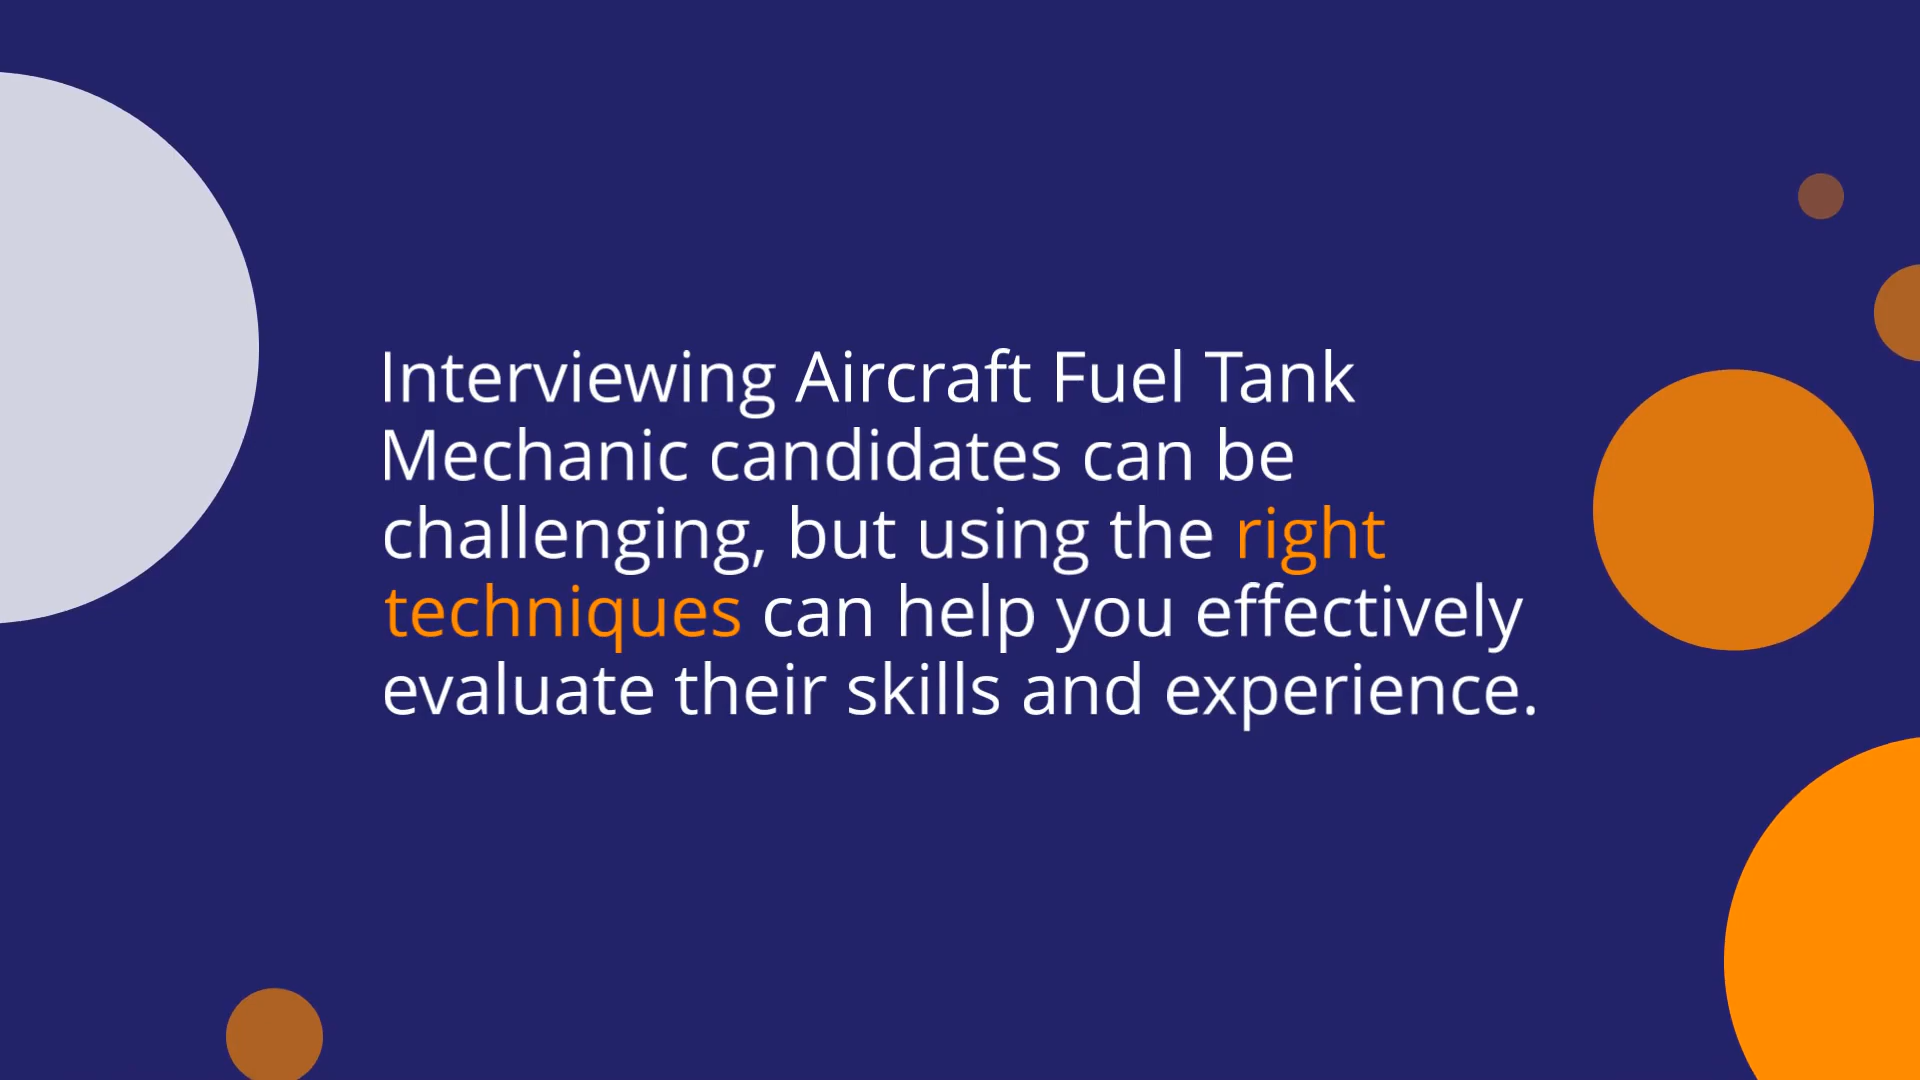 Interviewing Aircraft Fuel Tank
Mechanic candidates can be
challenging, but using the right
techniques can help you effectively
evaluate their skills and experience.